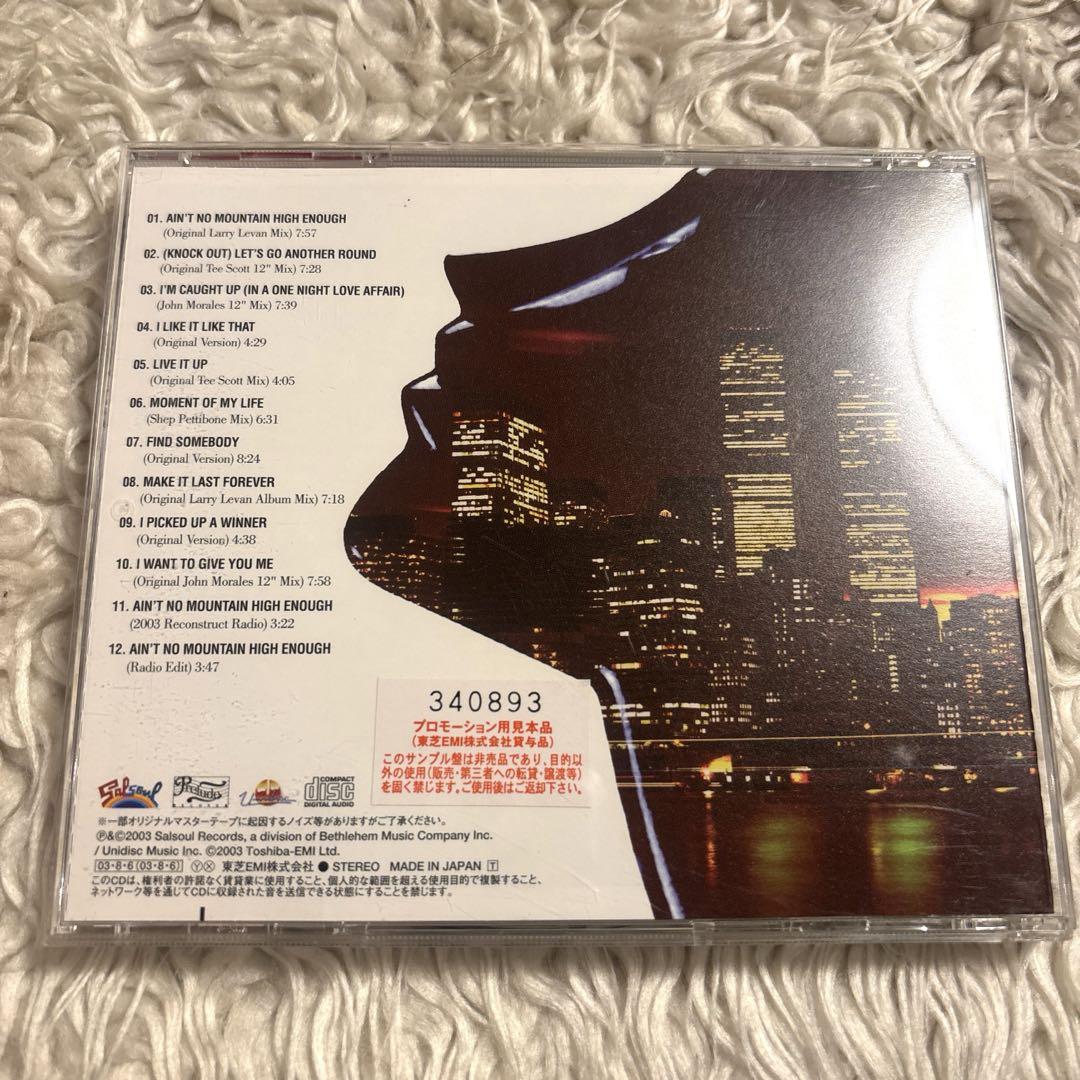 01. AIN'T NO MOUNTAIN HIGH ENOUGH
(Original Larry Levan Mix) 7:57
02. (KNOCK OUT) LET'S GO ANOTHER ROUND
(Original Tee Scott 12" Mix) 7:28
03. I'M CAUGHT UP (IN A ONE NIGHT LOVE AFFAIR)
(John Morales 12" Mix) 7:39
04. I LIKE IT LIKE THAT
(Original Version) 4:29
05. LIVE IT UP
(Original Tee Scott Mix) 4:05
06. MOMENT OF MY LIFE
(Shep Pettibone Mix) 6:31
07. FIND SOMEBODY
(Original Version) 8:24
08. MAKE IT LAST FOREVER
(Original Larry Levan Album Mix) 7:18
09. I PICKED UP A WINNER
(Original Version) 4:38
10. I WANT TO GIVE YOU ME
(Original John Morales 12" Mix) 7:58
11. AIN'T NO MOUNTAIN HIGH ENOUGH
(2003 Reconstruct Radio) 3:22
12. AIN'T NO MOUNTAIN HIGH ENOUGH
(Radio Edit) 3:47
340893
プロモーション用見本品
(東芝EMI株式会社貸与品)
このサンプル盤は非売品であり、目的以
外の使用(販売・第三者への転貸・譲渡等)
を固く禁じます。ご使用後はご返却下さい。
Salsoul
Prelude
RECORDS
COMPACT
disc
DIGITAL AUDIO
※一部オリジナルマスターテープに起因するノイズ等がありますがご了承ください。
℗&©2003 Salsoul Records, a division of Bethlehem Music Company Inc.
/ Unidisc Music Inc. ©2003 Toshiba-EMI Ltd.
03・8・6(03・8・6) ⓎⓍ 東芝EMI株式会社 ● STEREO MADE IN JAPAN T
このCDは、権利者の許諾なく賃貸業に使用すること、個人的な範囲を超える使用目的で複製すること、
ネットワーク等を通じてCDに収録された音を送信できる状態にすることを禁じます。